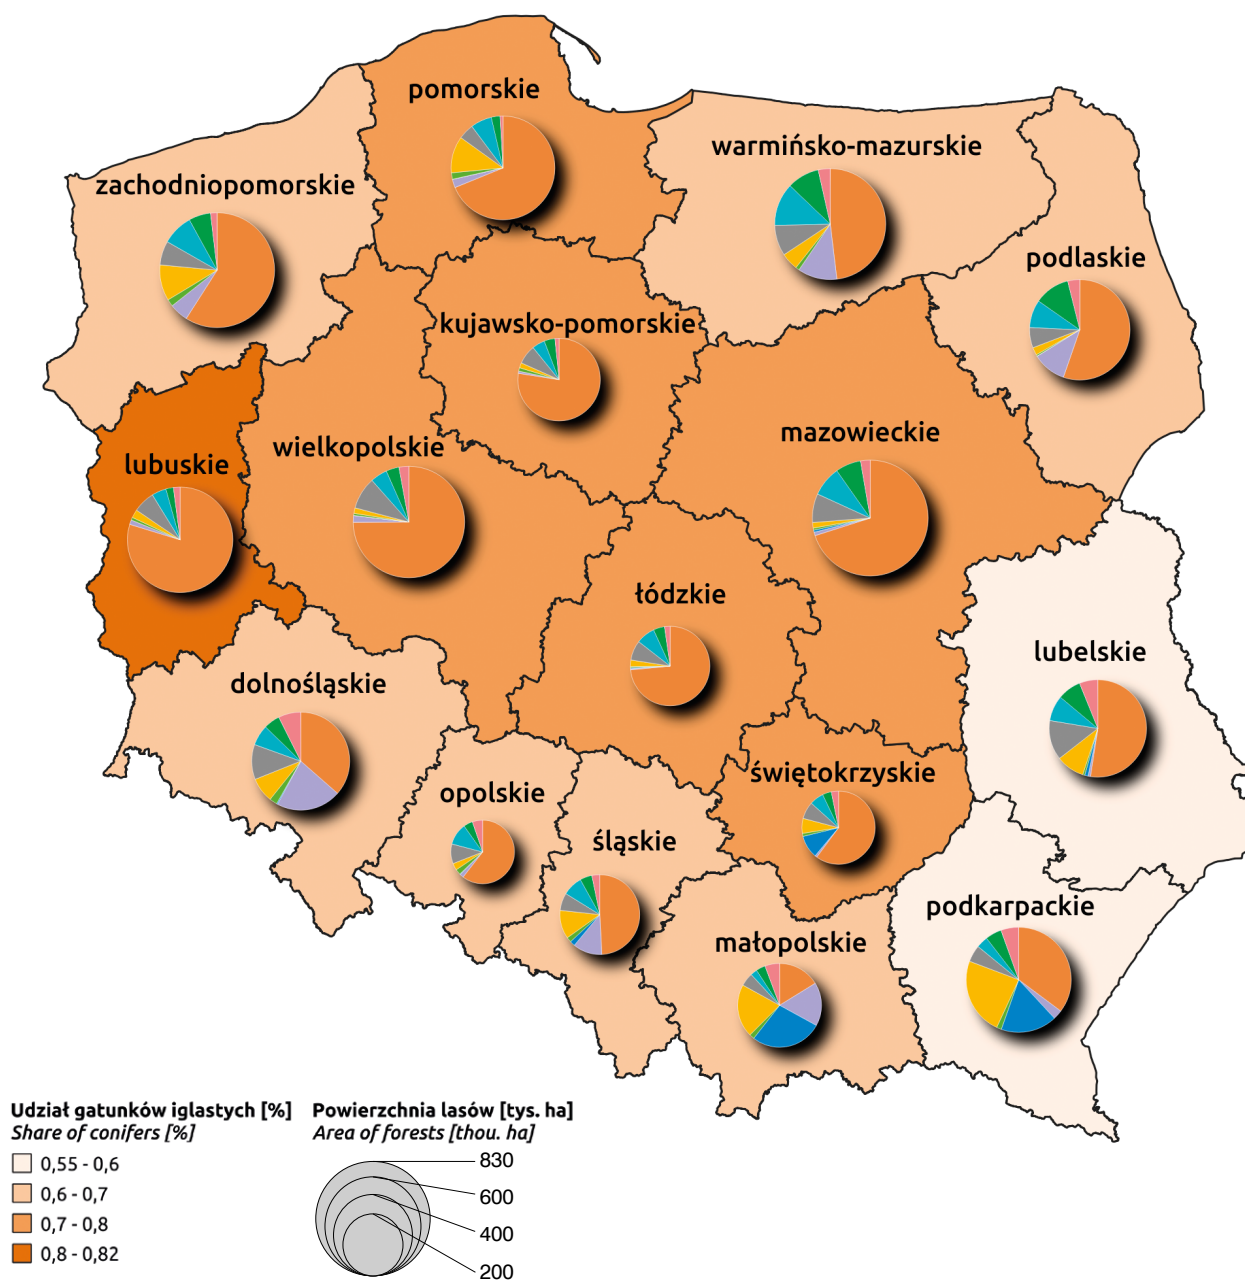 pomorskie
warmińsko-mazurskie
zachodniopomorskie
podlaskie
kujawsko-pomorskie
mazowieckie
wielkopolskie
lubuskie
łódzkie
lubelskie
dolnośląskie
świętokrzyskie
opolskie
śląskie
podkarpackie
małopolskie
Udział gatunków iglastych [%]
Share of conifers [%]
0,55 - 0,6
0,6 - 0,7
0,7 - 0,8
0,8 - 0,82
Powierzchnia lasów [tys. ha]
Area of forests [thou. ha]
830
600
400
200